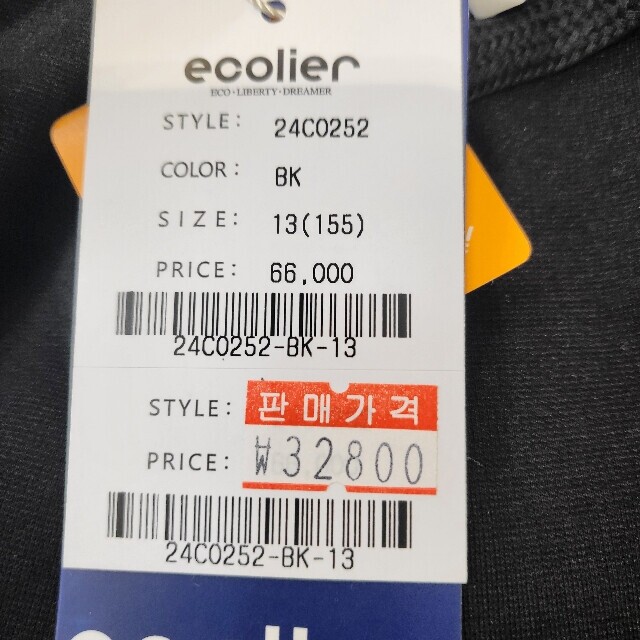 ecolier
ECO · LIBERTY · DREAMER
STYLE: 24C0252
COLOR: BK
SIZE: 13(155)
PRICE: 66,000
24C0252-BK-13
STYLE: 판매가격
PRICE: ₩32800
24C0252-BK-13